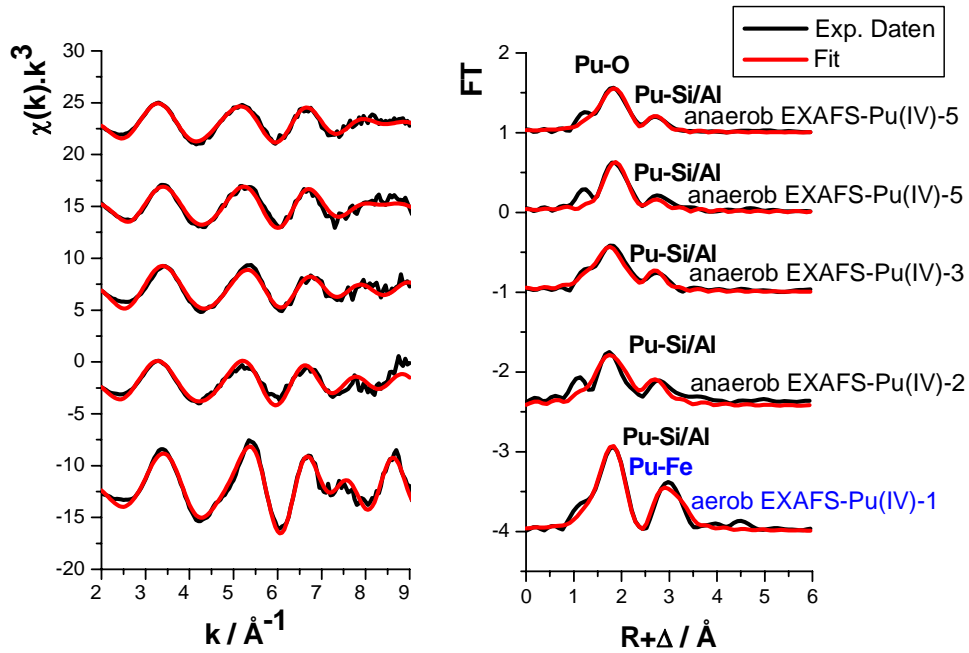 Exp. Daten
Fit
χ(k).k³
30
25
20
15
10
5
0
-5
-10
-15
-20
2 3 4 5 6 7 8 9
k / Å⁻¹
FT
2
1
0
-1
-2
-3
-4
0 1 2 3 4 5 6
R+Δ / Å
Pu-O
Pu-Si/Al
anaerob EXAFS-Pu(IV)-5
Pu-Si/Al
anaerob EXAFS-Pu(IV)-5
Pu-Si/Al
anaerob EXAFS-Pu(IV)-3
Pu-Si/Al
anaerob EXAFS-Pu(IV)-2
Pu-Si/Al
Pu-Fe
aerob EXAFS-Pu(IV)-1